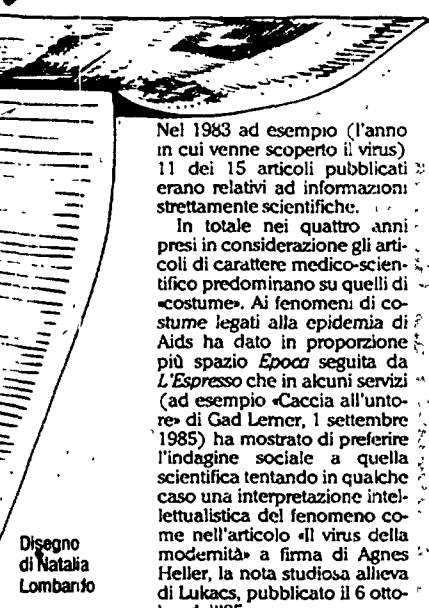 Nel 1983 ad esempio (l'anno
in cui venne scoperto il virus)
11 dei 15 articoli pubblicati
erano relativi ad informazioni
strettamente scientifiche.
In totale nei quattro anni
presi in considerazione gli arti-
coli di carattere medico-scien-
tifico predominano su quelli di
«costume». Ai fenomeni di co-
stume legati alla epidemia di
Aids ha dato in proporzione
più spazio Epoca seguita da
L'Espresso che in alcuni servizi
(ad esempio «Caccia all'unto-
re» di Gad Lerner, 1 settembre
1985) ha mostrato di preferire
l'indagine sociale a quella
scientifica tentando in qualche
caso una interpretazione intel-
lettualistica del fenomeno co-
me nell'articolo «Il virus della
modernità» a firma di Agnes
Heller, la nota studiosa allieva
di Lukacs, pubblicato il 6 otto-
Disegno
di Natalia
Lombardo